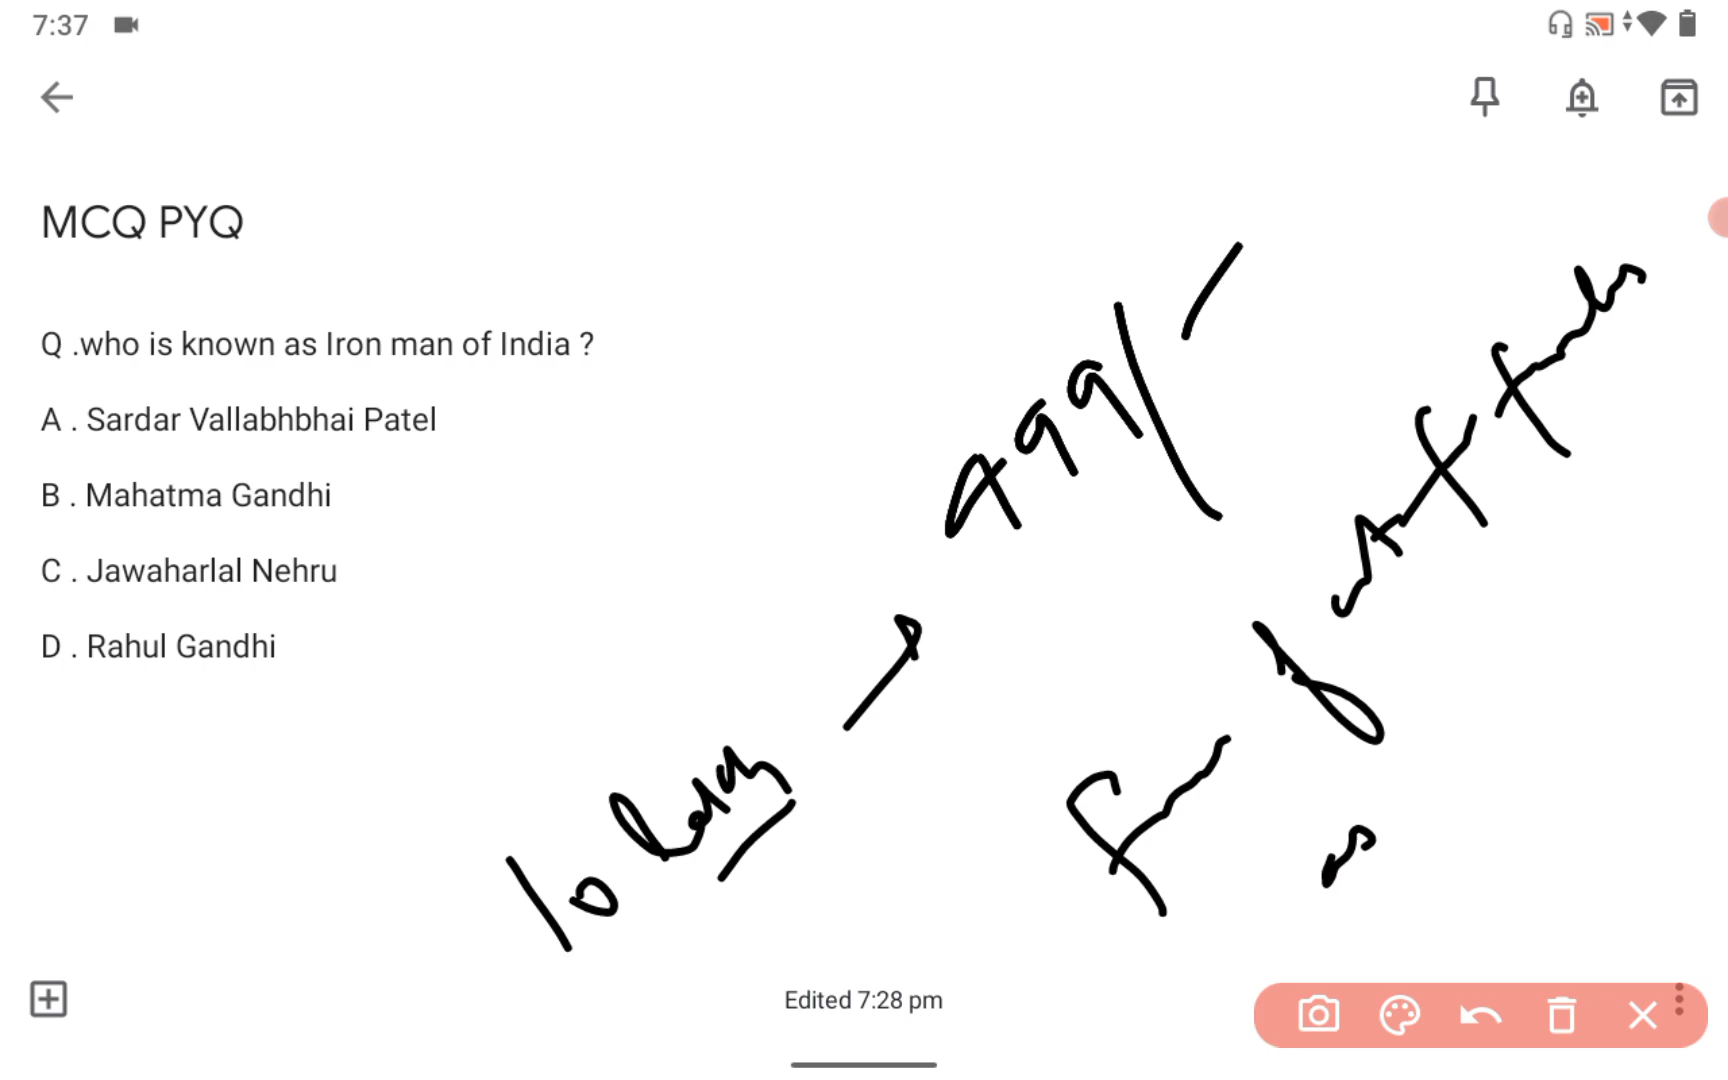 7:37
MCQ PYQ
Q .who is known as Iron man of India ?
A . Sardar Vallabhbhai Patel
B . Mahatma Gandhi
C . Jawaharlal Nehru
D . Rahul Gandhi
499/-
10
Edited 7:28 pm